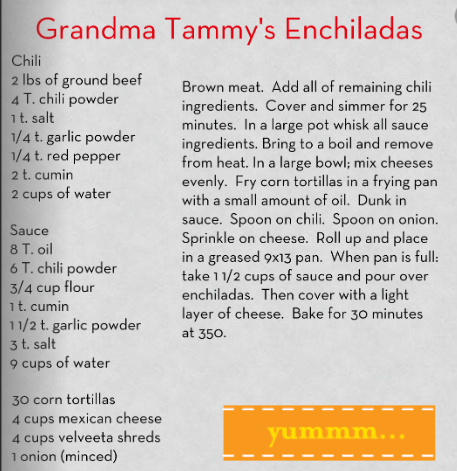 Grandma Tammy's Enchiladas
Chili
2 lbs of ground beef
4 T. chili powder
1 t. salt
1/4 t. garlic powder
1/4 t. red pepper
2 t. cumin
2 cups of water
Sauce
8 T. oil
6 T. chili powder
3/4 cup flour
1 t. cumin
1 1/2 t. garlic powder
3 t. salt
9 cups of water
30 corn tortillas
4 cups mexican cheese
4 cups velveeta shreds
1 onion (minced)
Brown meat. Add all of remaining chili
ingredients. Cover and simmer for 25
minutes. In a large pot whisk all sauce
ingredients. Bring to a boil and remove
from heat. In a large bowl; mix cheeses
evenly. Fry corn tortillas in a frying pan
with a small amount of oil. Dunk in
sauce. Spoon on chili. Spoon on onion.
Sprinkle on cheese. Roll up and place
in a greased 9x13 pan. When pan is full:
take 1 1/2 cups of sauce and pour over
enchiladas. Then cover with a light
layer of cheese. Bake for 30 minutes
at 350.
yummm...